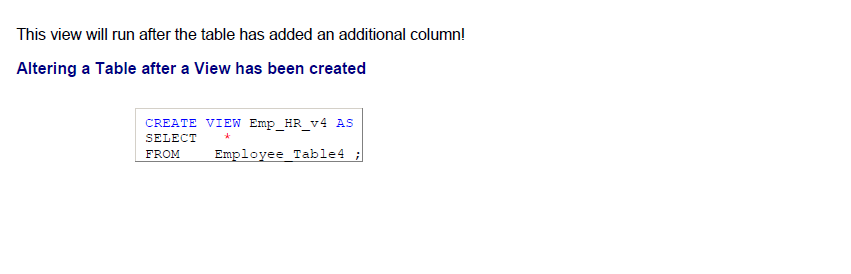 This view will run after the table has added an additional column!
Altering a Table after a View has been created
CREATE VIEW Emp_HR_v4 AS
SELECT *
FROM Employee_Table4 ;